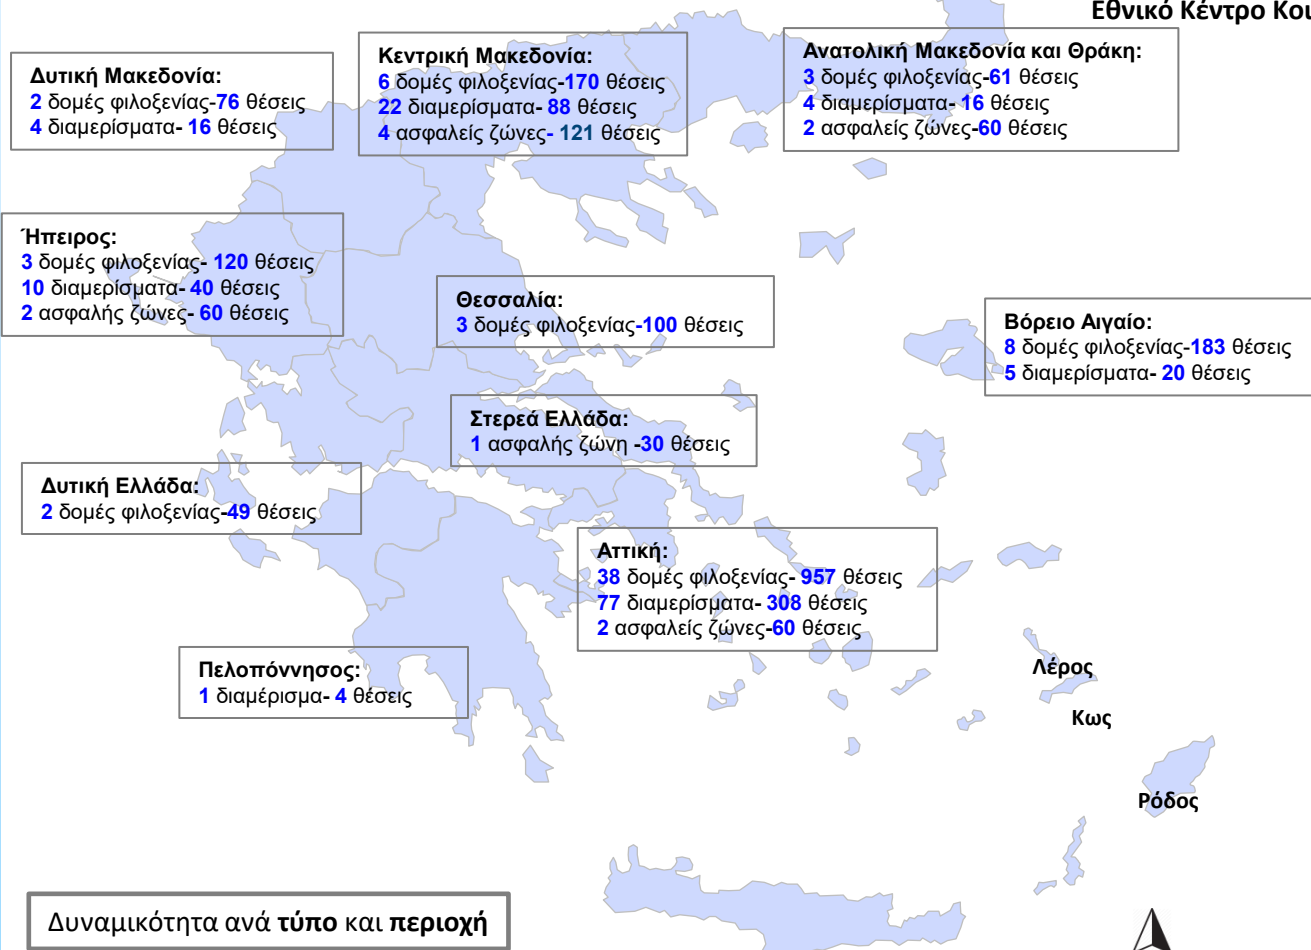 Εθνικό Κέντρο
Δυτική Μακεδονία:
2 δομές φιλοξενίας-76 θέσεις
4 διαμερίσματα- 16 θέσεις
Κεντρική Μακεδονία:
6 δομές φιλοξενίας-170 θέσεις
22 διαμερίσματα- 88 θέσεις
4 ασφαλείς ζώνες- 121 θέσεις
Ανατολική Μακεδονία και Θράκη:
3 δομές φιλοξενίας-61 θέσεις
4 διαμερίσματα- 16 θέσεις
2 ασφαλείς ζώνες-60 θέσεις
Ήπειρος:
3 δομές φιλοξενίας- 120 θέσεις
10 διαμερίσματα- 40 θέσεις
2 ασφαλής ζώνες- 60 θέσεις
Θεσσαλία:
3 δομές φιλοξενίας-100 θέσεις
Βόρειο Αιγαίο:
8 δομές φιλοξενίας-183 θέσεις
5 διαμερίσματα- 20 θέσεις
Στερεά Ελλάδα:
1 ασφαλής ζώνη -30 θέσεις
Δυτική Ελλάδα:
2 δομές φιλοξενίας-49 θέσεις
Αττική:
38 δομές φιλοξενίας- 957 θέσεις
77 διαμερίσματα- 308 θέσεις
2 ασφαλείς ζώνες-60 θέσεις
Πελοπόννησος:
1 διαμέρισμα- 4 θέσεις
Λέρος
Κως
Ρόδος
Δυναμικότητα ανά τύπο και περιοχή